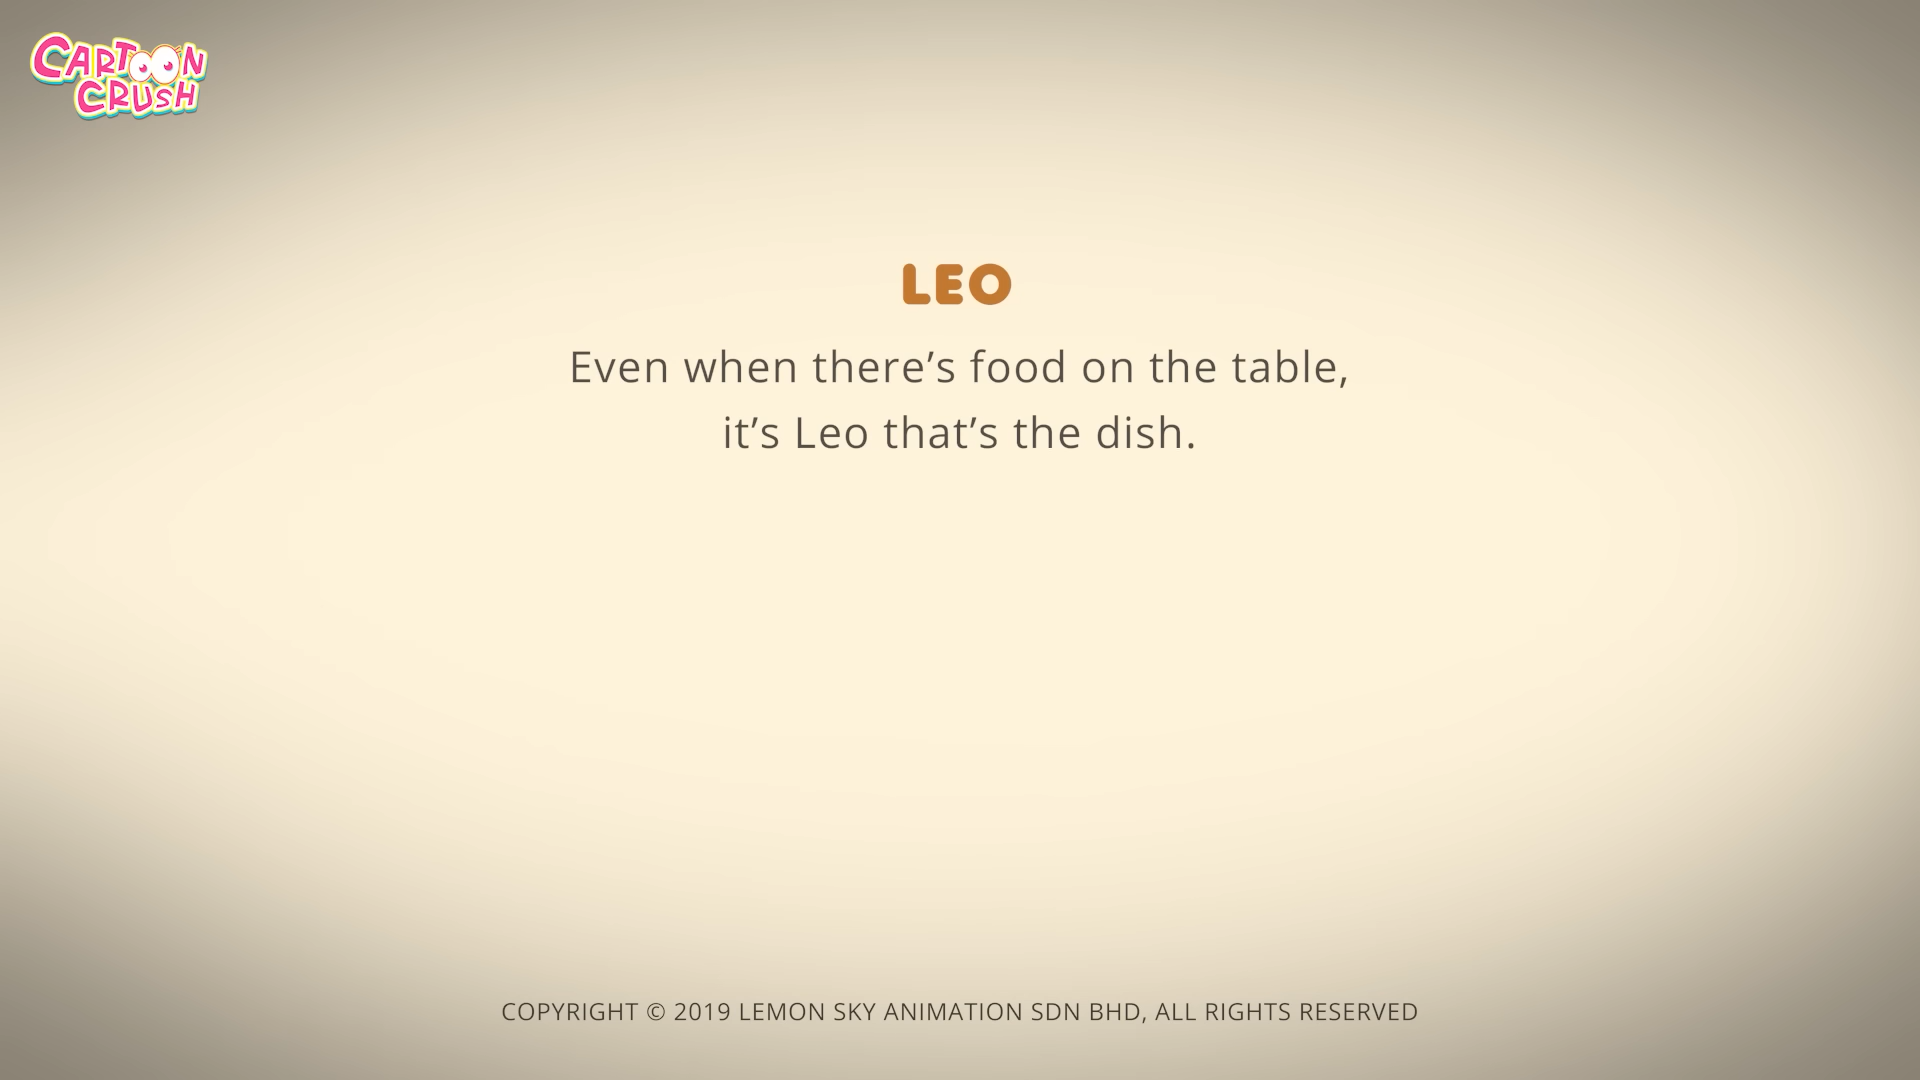 CARTOON
CRUSH
LEO
Even when there’s food on the table,
it’s Leo that’s the dish.
COPYRIGHT © 2019 LEMON SKY ANIMATION SDN BHD, ALL RIGHTS RESERVED